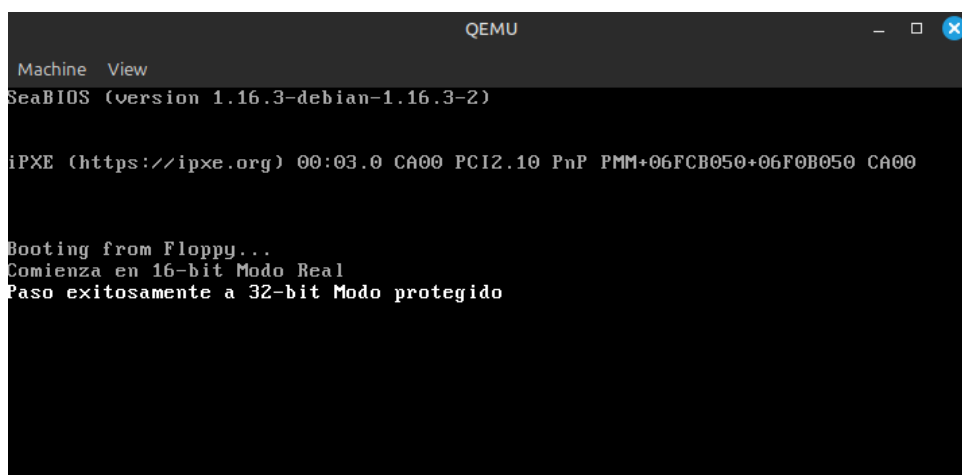 QEMU
Machine View
SeaBIOS (version 1.16.3-debian-1.16.3-2)
iPXE (https://ipxe.org) 00:03.0 CA00 PCI2.10 PnP PMM+06FCB050+06F0B050 CA00
Booting from Floppy...
Comienza en 16-bit Modo Real
Paso exitosamente a 32-bit Modo protegido